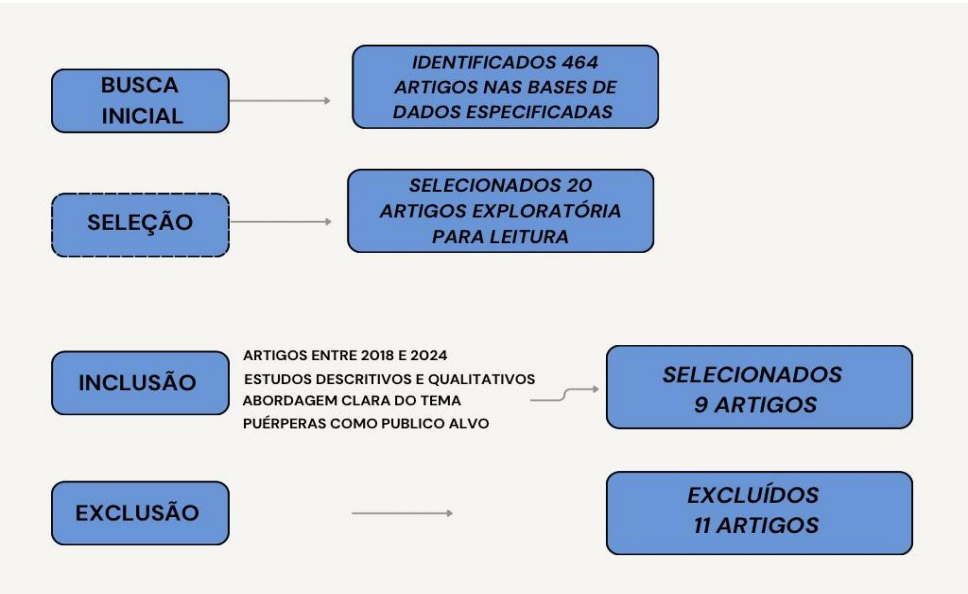 BUSCA
INICIAL
IDENTIFICADOS 464
ARTIGOS NAS BASES DE
DADOS ESPECIFICADAS
SELEÇÃO
SELECIONADOS 20
ARTIGOS EXPLORATÓRIA
PARA LEITURA
INCLUSÃO
ARTIGOS ENTRE 2018 E 2024
ESTUDOS DESCRITIVOS E QUALITATIVOS
ABORDAGEM CLARA DO TEMA
PUÉRPERAS COMO PUBLICO ALVO
SELECIONADOS
9 ARTIGOS
EXCLUSÃO
EXCLUÍDOS
11 ARTIGOS